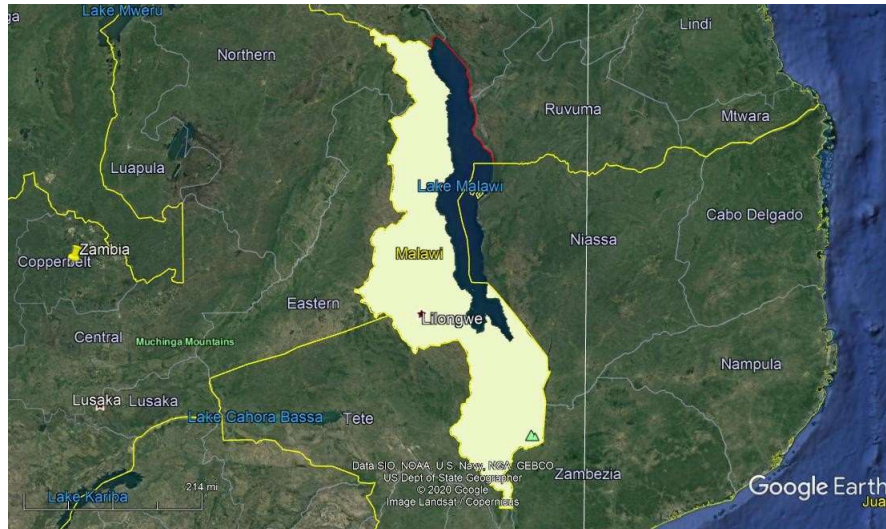 Lake Mweru
Lindi
Northern
Ruvuma
Mtwara
Luapula
Lake Malawi
Cabo Delgado
Niassa
Zambia
Malawi
Copperbelt
Eastern
Lilongwe
Central
Muchinga Mountains
Nampula
Lusaka
Lusaka
Lake Cahora Bassa
Tete
Data SIO, NOAA, U.S. Navy, NGA, GEBCO
US Dept of State Geographer
Zambezia
© 2020 Google
Google Earth
214 mi
Lake Kariba
Image Landsat / Copernicus